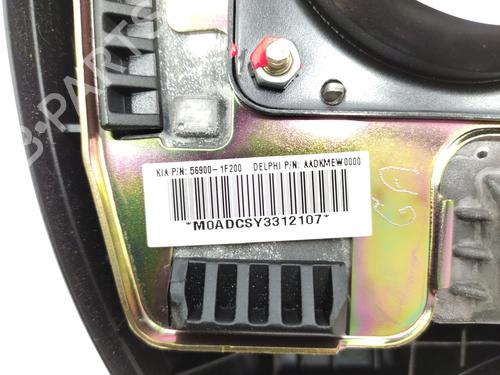 KIA P/N: 56900-1F200 DELPHI P/N: AADKMEW0000
*M0ADCSY3312107*